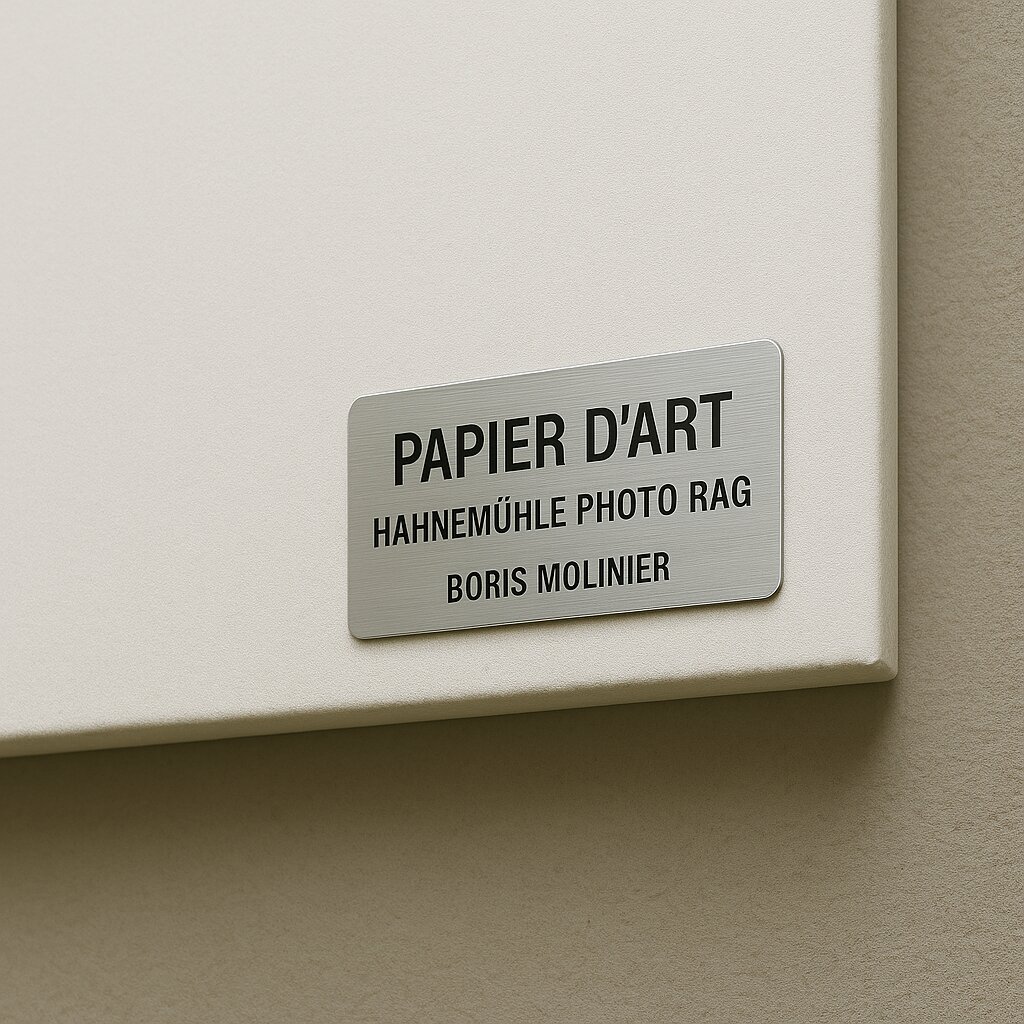 PAPIER D'ART
HAHNEMÜHLE PHOTO RAG
BORIS MOLINIER